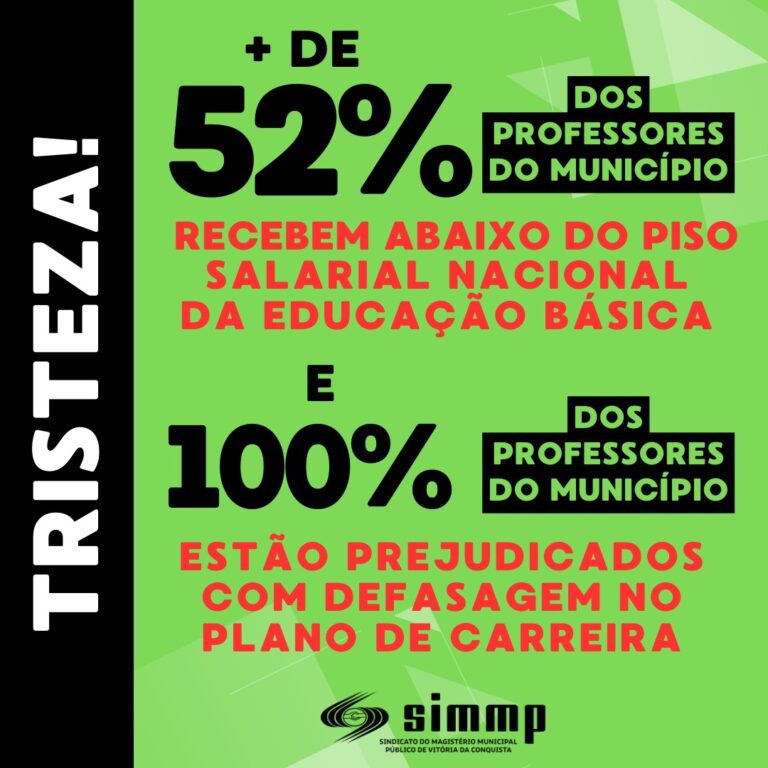 TRISTEZA!
+ DE
52%
DOS
PROFESSORES
DO MUNICÍPIO
RECEBEM ABAIXO DO PISO
SALARIAL NACIONAL
DA EDUCAÇÃO BÁSICA
E
100%
DOS
PROFESSORES
DO MUNICÍPIO
ESTÃO PREJUDICADOS
COM DEFASAGEM NO
PLANO DE CARREIRA
simmp
SINDICATO DO MAGISTÉRIO MUNICIPAL
PÚBLICO DE VITÓRIA DA CONQUISTA